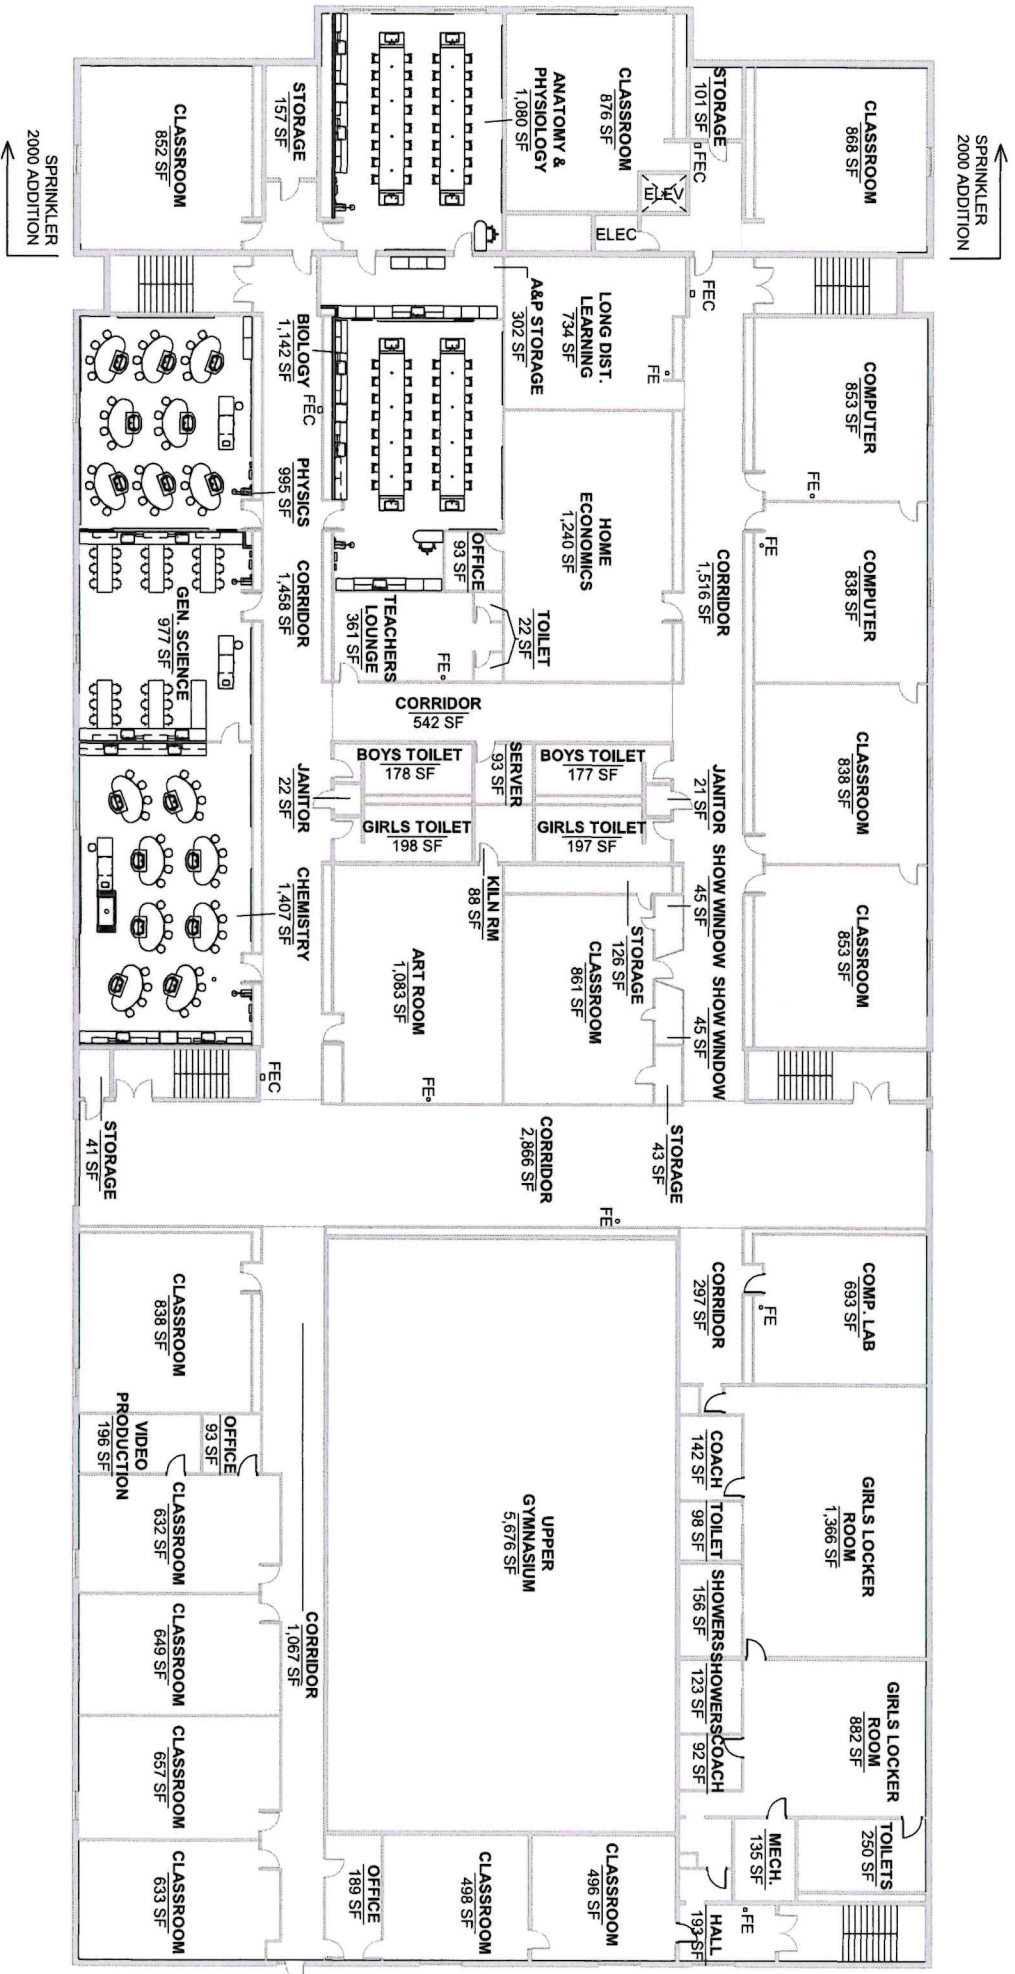 SPRINKLER
2000 ADDITION
SPRINKLER
2000 ADDITION
CLASSROOM
868 SF
STORAGE
101 SF
FEC
CLASSROOM
876 SF
ELEV
ELEC
ANATOMY &
PHYSIOLOGY
1,080 SF
STORAGE
157 SF
CLASSROOM
852 SF
FEC
LONG DIST.
LEARNING
734 SF
FE
A&P STORAGE
302 SF
BIOLOGY
1,142 SF
FEC
PHYSICS
995 SF
COMPUTER
853 SF
FE
COMPUTER
838 SF
FE
CORRIDOR
1,516 SF
HOME
ECONOMICS
1,240 SF
OFFICE
93 SF
TOILET
22 SF
TEACHERS
LOUNGE
361 SF
FE
CORRIDOR
1,458 SF
GEN. SCIENCE
977 SF
CORRIDOR
542 SF
CLASSROOM
838 SF
BOYS TOILET
178 SF
SERVER
93 SF
BOYS TOILET
177 SF
JANITOR
22 SF
JANITOR
21 SF
GIRLS TOILET
198 SF
GIRLS TOILET
197 SF
KILN RM
88 SF
SHOW WINDOW
45 SF
SHOW WINDOW
45 SF
CLASSROOM
853 SF
STORAGE
126 SF
CLASSROOM
861 SF
ART ROOM
1,083 SF
FE
CHEMISTRY
1,407 SF
FEC
STORAGE
41 SF
STORAGE
43 SF
CORRIDOR
2,866 SF
FE
COMP. LAB
693 SF
FE
CORRIDOR
297 SF
CLASSROOM
838 SF
OFFICE
93 SF
VIDEO
PRODUCTION
196 SF
COACH
142 SF
TOILET
98 SF
GIRLS LOCKER
ROOM
1,366 SF
UPPER
GYMNASIUM
5,676 SF
CLASSROOM
632 SF
SHOWERS
156 SF
CORRIDOR
1,067 SF
CLASSROOM
649 SF
SHOWERS
123 SF
COACH
92 SF
GIRLS LOCKER
ROOM
882 SF
CLASSROOM
657 SF
TOILETS
250 SF
MECH.
135 SF
CLASSROOM
633 SF
OFFICE
189 SF
CLASSROOM
498 SF
CLASSROOM
496 SF
HALL
193 SF
FE